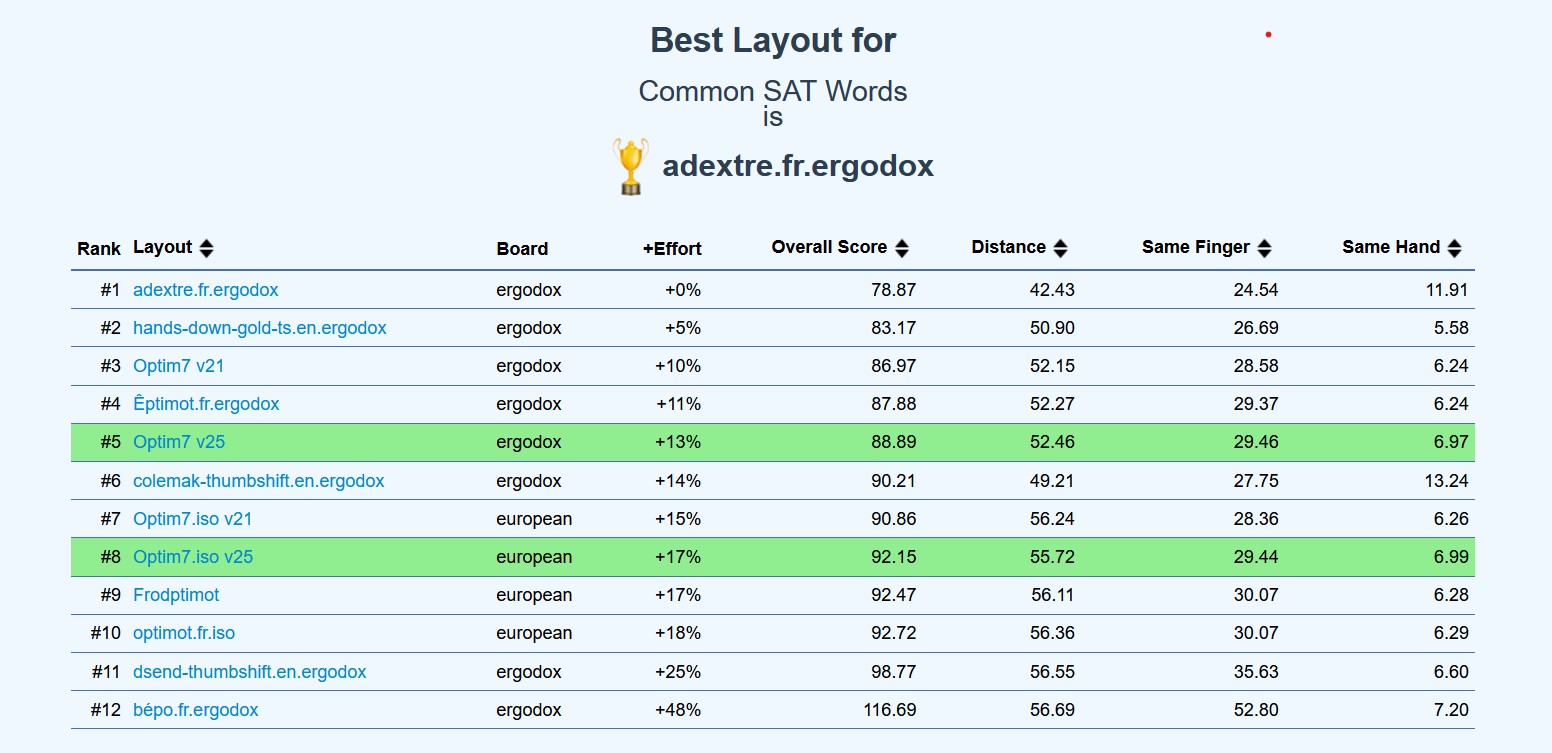 Best Layout for
Common SAT Words
is
adextre.fr.ergodox
Rank Layout Board +Effort Overall Score Distance Same Finger Same Hand
#1 adextre.fr.ergodox ergodox +0% 78.87 42.43 24.54 11.91
#2 hands-down-gold-ts.en.ergodox ergodox +5% 83.17 50.90 26.69 5.58
#3 Optim7 v21 ergodox +10% 86.97 52.15 28.58 6.24
#4 Êptimot.fr.ergodox ergodox +11% 87.88 52.27 29.37 6.24
#5 Optim7 v25 ergodox +13% 88.89 52.46 29.46 6.97
#6 colemak-thumbshift.en.ergodox ergodox +14% 90.21 49.21 27.75 13.24
#7 Optim7.iso v21 european +15% 90.86 56.24 28.36 6.26
#8 Optim7.iso v25 european +17% 92.15 55.72 29.44 6.99
#9 Frodptimot european +17% 92.47 56.11 30.07 6.28
#10 optimot.fr.iso european +18% 92.72 56.36 30.07 6.29
#11 dsend-thumbshift.en.ergodox ergodox +25% 98.77 56.55 35.63 6.60
#12 bépo.fr.ergodox ergodox +48% 116.69 56.69 52.80 7.20